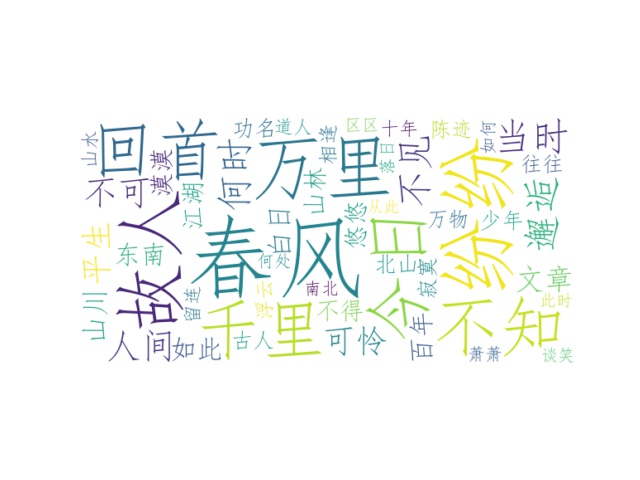 山水
回首
功名
道人
区区
十年
陈迹
如何
当时
漠漠
何时
万里
相逢
落日
不见
纷纷
往往
不可
江湖
山林
邂逅
故人
春风
白日
悠悠
从此
今日
万物
少年
平生
东南
何处
北山
寂寞
文章
山川
留连
浮云
南北
千里
不得
不知
此时
人间
如此
古人
可怜
百年
萧萧
谈笑